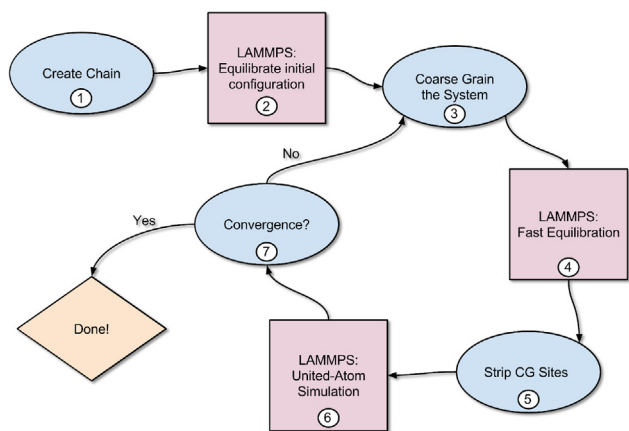 Create Chain
1
LAMMPS:
Equilibrate initial
configuration
2
Coarse Grain
the System
3
LAMMPS:
Fast Equilibration
4
Strip CG Sites
5
LAMMPS:
United-Atom
Simulation
6
Convergence?
7
No
Yes
Done!